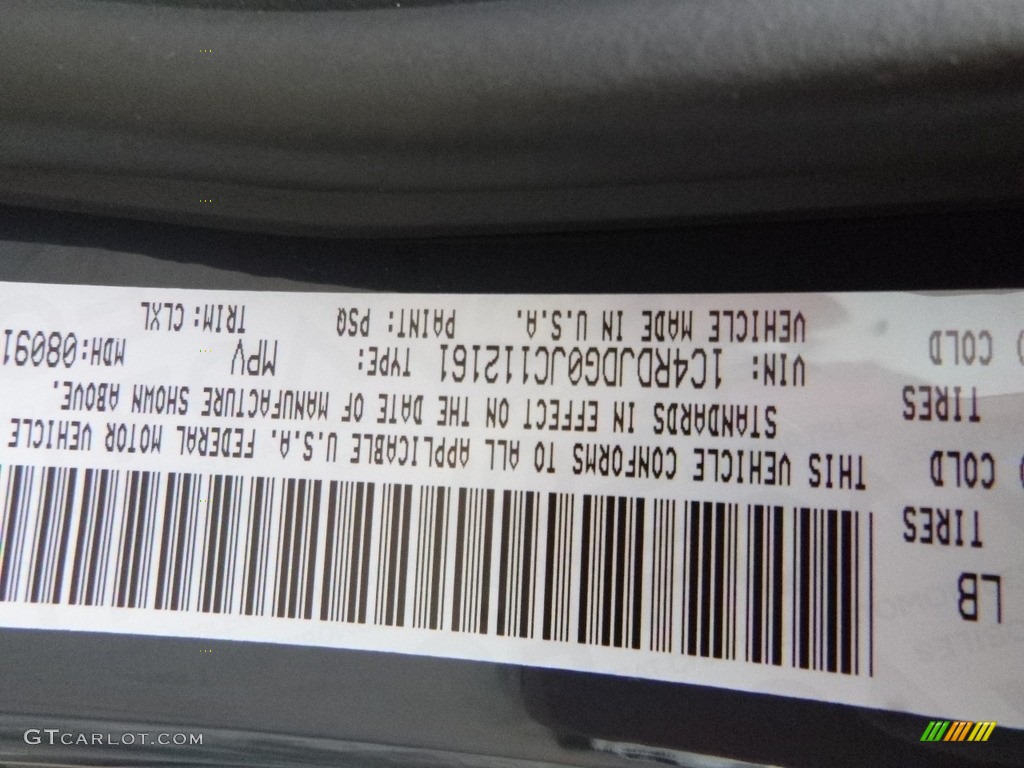 LB
TIRES
COLD
TIRES
COLD
THIS VEHICLE CONFORMS TO ALL APPLICABLE U.S.A. FEDERAL MOTOR VEHICLE
STANDARDS IN EFFECT ON THE DATE OF MANUFACTURE SHOWN ABOVE.
VIN: 1C4RDJDG0JC112161 TYPE: MPV MDH:08091
VEHICLE MADE IN U.S.A. PAINT: PSQ TRIM: CLXL
GTCARLOT.COM